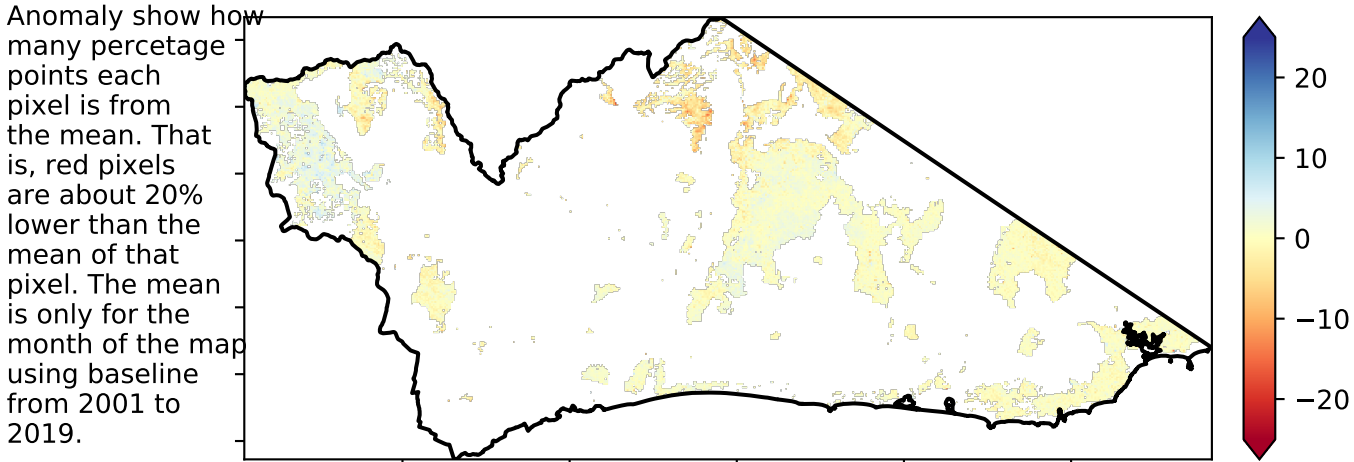 Anomaly show how
many percetage
points each
pixel is from
the mean. That
is, red pixels
are about 20%
lower than the
mean of that
pixel. The mean
is only for the
month of the map
using baseline
from 2001 to
2019.
20
10
0
−10
−20